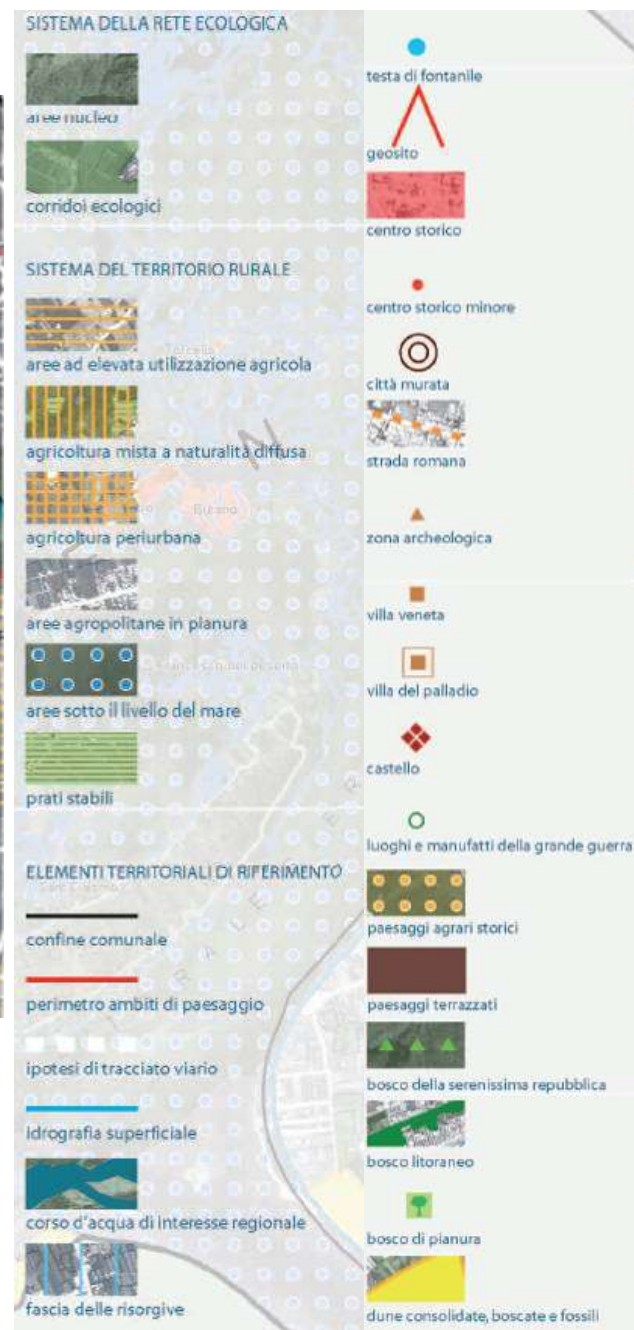 SISTEMA DELLA RETE ECOLOGICA
aree nucleo
corridoi ecologici
SISTEMA DEL TERRITORIO RURALE
aree ad elevata utilizzazione agricola
agricoltura mista a naturalità diffusa
agricoltura periurbana
aree agropolitane in pianura
aree sotto il livello del mare
prati stabili
ELEMENTI TERRITORIALI DI RIFERIMENTO
confine comunale
perimetro ambiti di paesaggio
ipotesi di tracciato viario
idrografia superficiale
corso d'acqua di interesse regionale
fascia delle risorgive
testa di fontanile
geosito
centro storico
centro storico minore
città murata
strada romana
zona archeologica
villa veneta
villa del palladio
castello
luoghi e manufatti della grande guerra
paesaggi agrari storici
paesaggi terrazzati
bosco della serenissima repubblica
bosco litoraneo
bosco di pianura
dune consolidate, boscate e fossili
Torcello
Burano